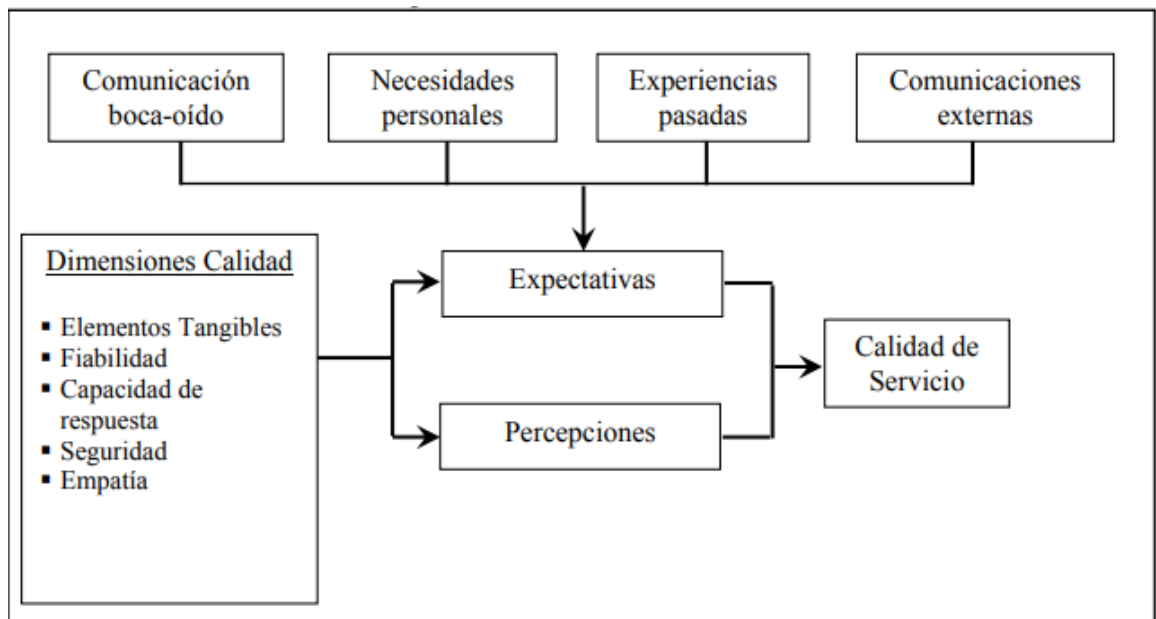 Comunicación
boca-oído
Necesidades
personales
Experiencias
pasadas
Comunicaciones
externas
Dimensiones Calidad
▪ Elementos Tangibles
▪ Fiabilidad
▪ Capacidad de
respuesta
▪ Seguridad
▪ Empatía
Expectativas
Percepciones
Calidad de
Servicio